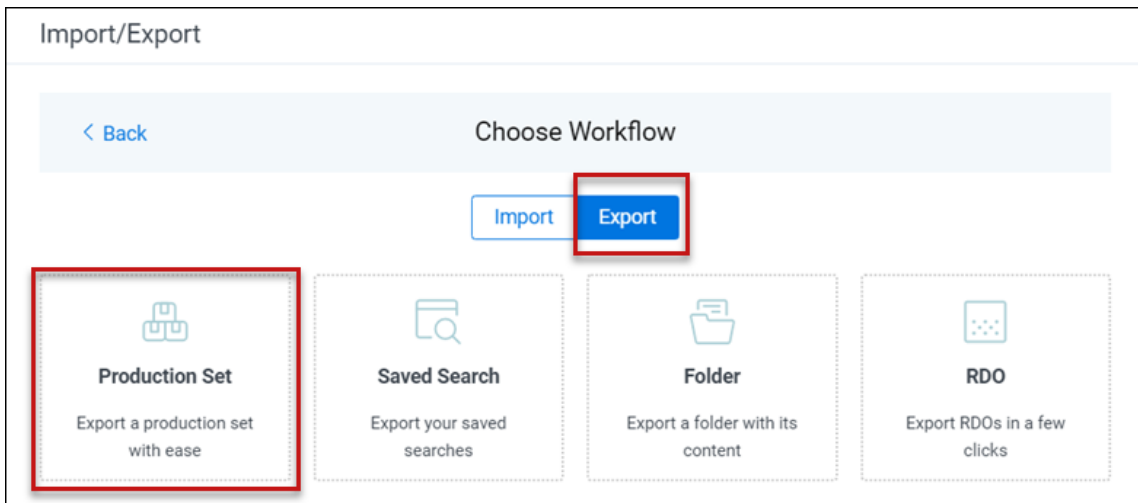 Import/Export
< Back
Choose Workflow
Import
Export
Production Set
Export a production set
with ease
Saved Search
Export your saved
searches
Folder
Export a folder with its
content
RDO
Export RDOs in a few
clicks